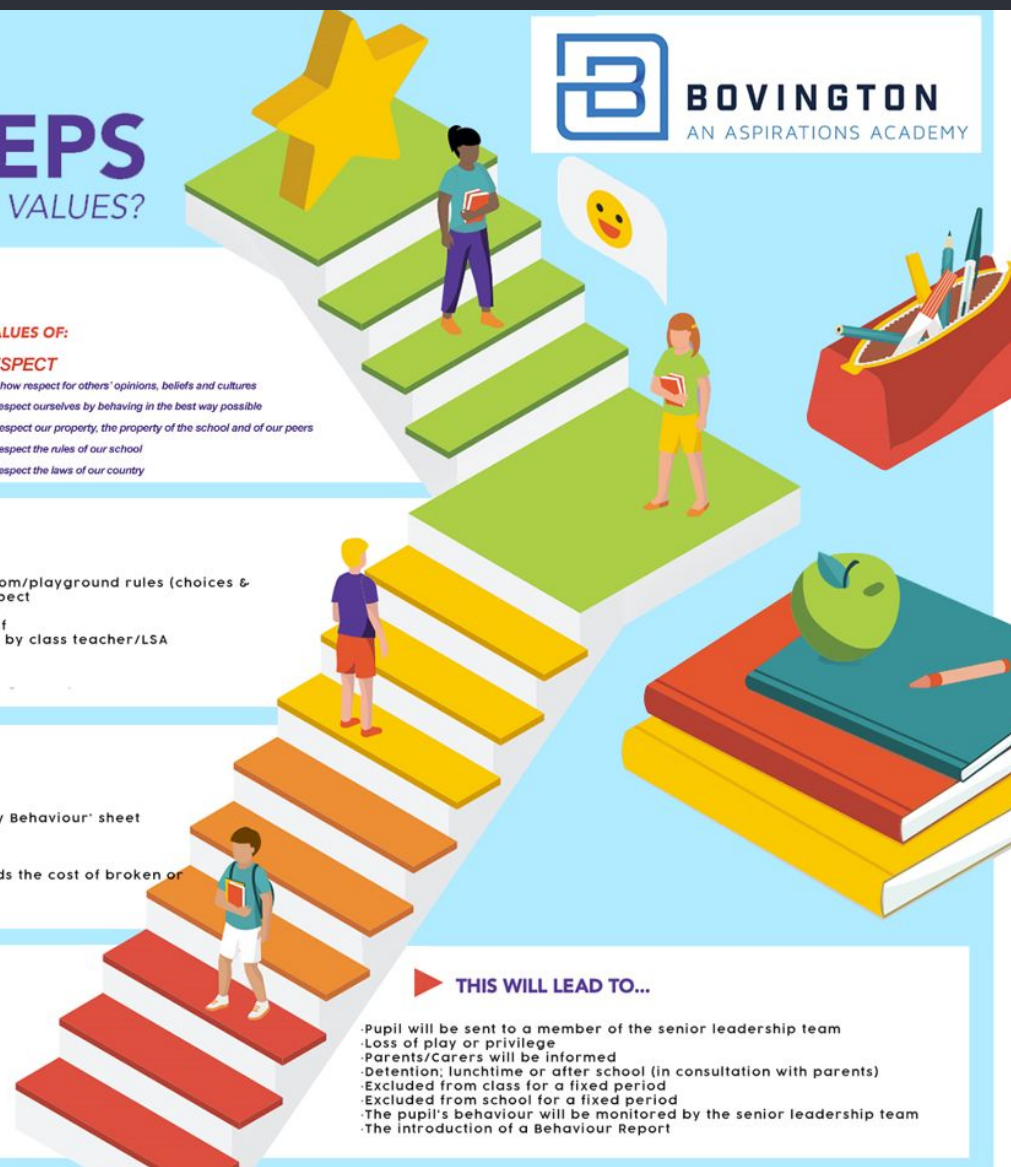 BOVINGTON
AN ASPIRATIONS ACADEMY
EPS
VALUES?
LUES OF:
SPECT
how respect for others' opinions, beliefs and cultures
espect ourselves by behaving in the best way possible
espect our property, the property of the school and of our peers
espect the rules of our school
espect the laws of our country
om/playground rules (choices &
pect
f
by class teacher/LSA
y Behaviour' sheet
ds the cost of broken or
THIS WILL LEAD TO...
·Pupil will be sent to a member of the senior leadership team
·Loss of play or privilege
·Parents/Carers will be informed
·Detention; lunchtime or after school (in consultation with parents)
·Excluded from class for a fixed period
·Excluded from school for a fixed period
·The pupil's behaviour will be monitored by the senior leadership team
·The introduction of a Behaviour Report